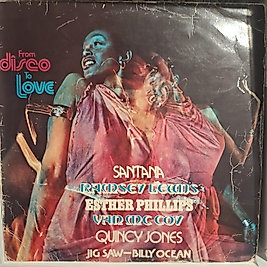 From
disco
To
Love
SANTANA
RAMSEY LEWIS
ESTHER PHILLIPS
VAN MC COY
QUINCY JONES
JIG SAW—BILLY OCEAN